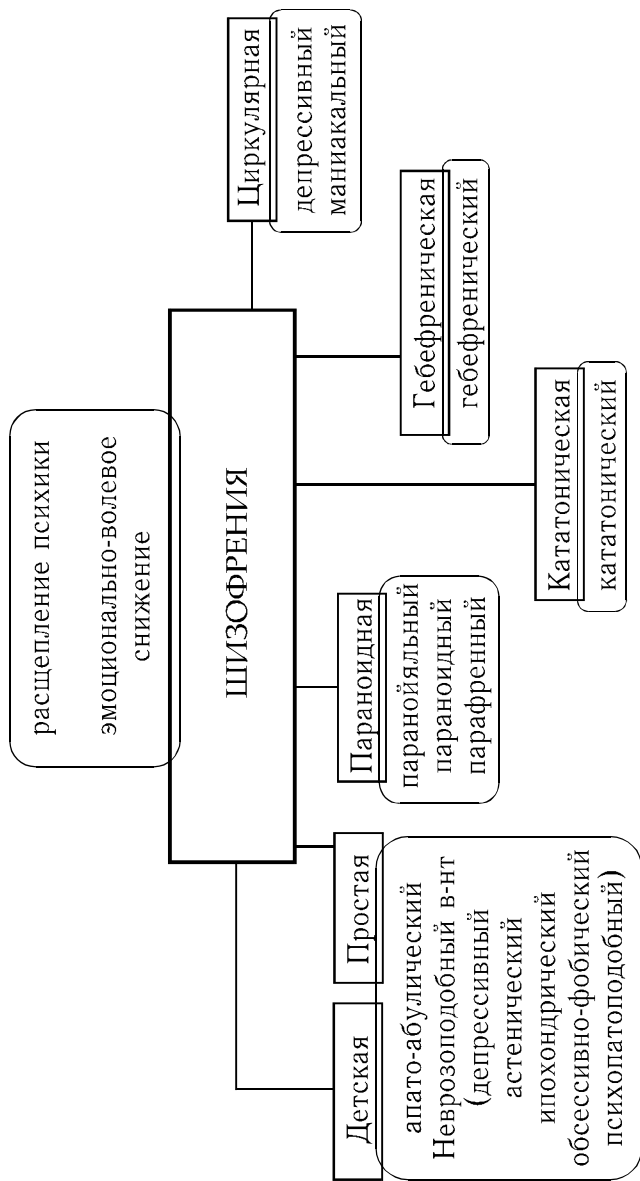 расщепление психики
эмоционально-волевое
снижение
ШИЗОФРЕНИЯ
Детская
Простая
апато-абулический
Неврозоподобный в-нт
(депрессивный
астенический
ипохондрический
обсессивно-фобический
психопатоподобный)
Параноидная
паранойяльный
параноидный
парафренный
Кататоническая
кататонический
Гебефреническая
гебефренический
Циркулярная
депрессивный
маниакальный